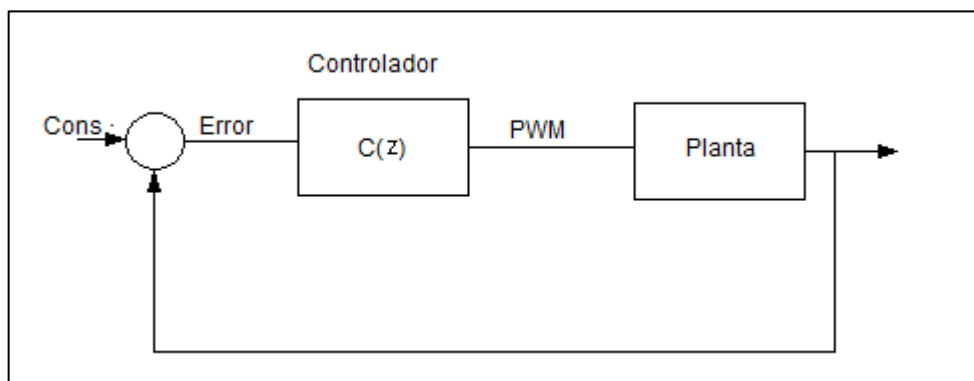 Controlador
Cons.
Error
C(z)
PWM
Planta